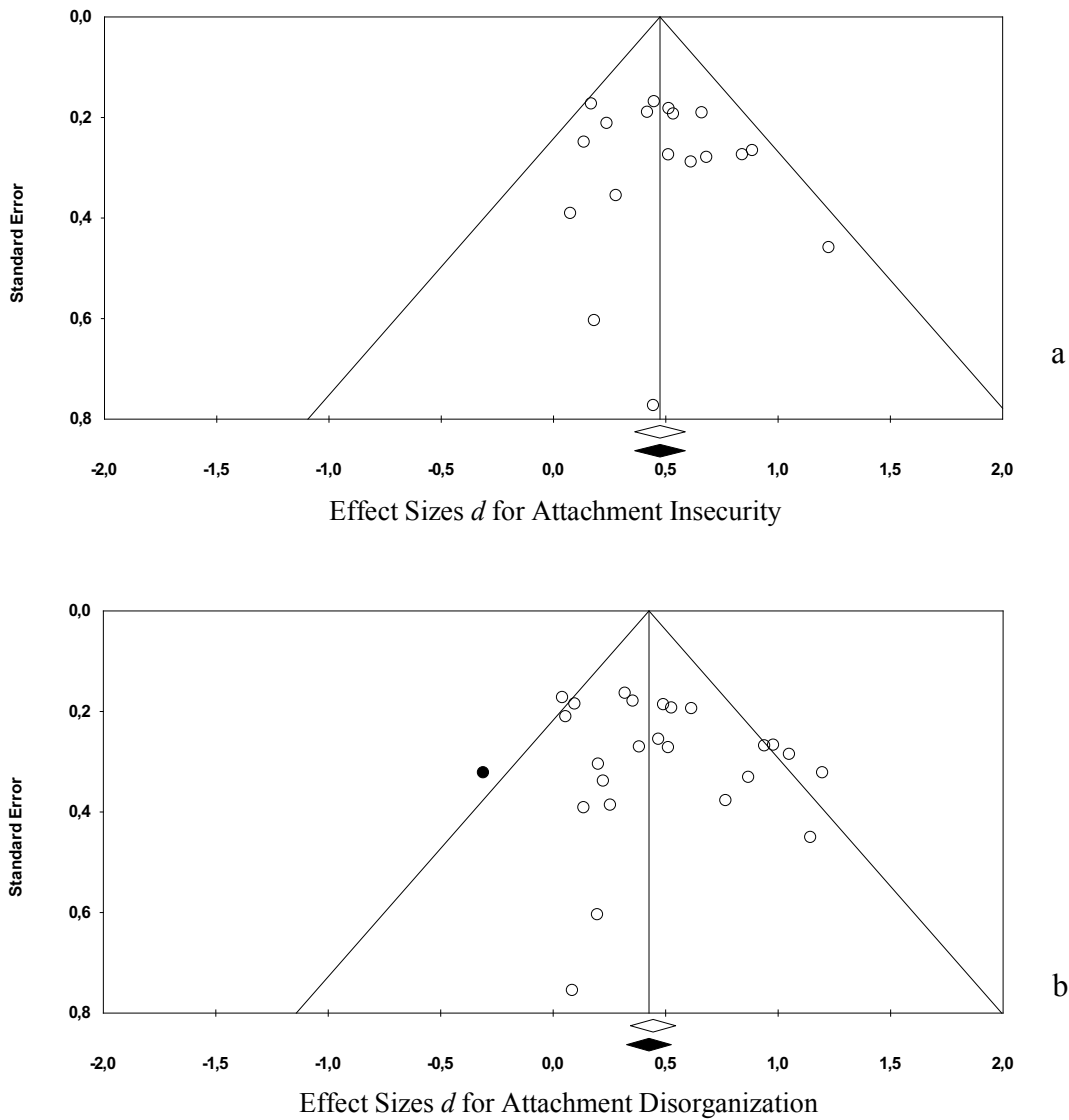 0,0
0,2
0,4
0,6
0,8
Standard Error
a
-2,0 -1,5 -1,0 -0,5 0,0 0,5 1,0 1,5 2,0
Effect Sizes d for Attachment Insecurity
0,0
0,2
0,4
0,6
0,8
Standard Error
b
-2,0 -1,5 -1,0 -0,5 0,0 0,5 1,0 1,5 2,0
Effect Sizes d for Attachment Disorganization